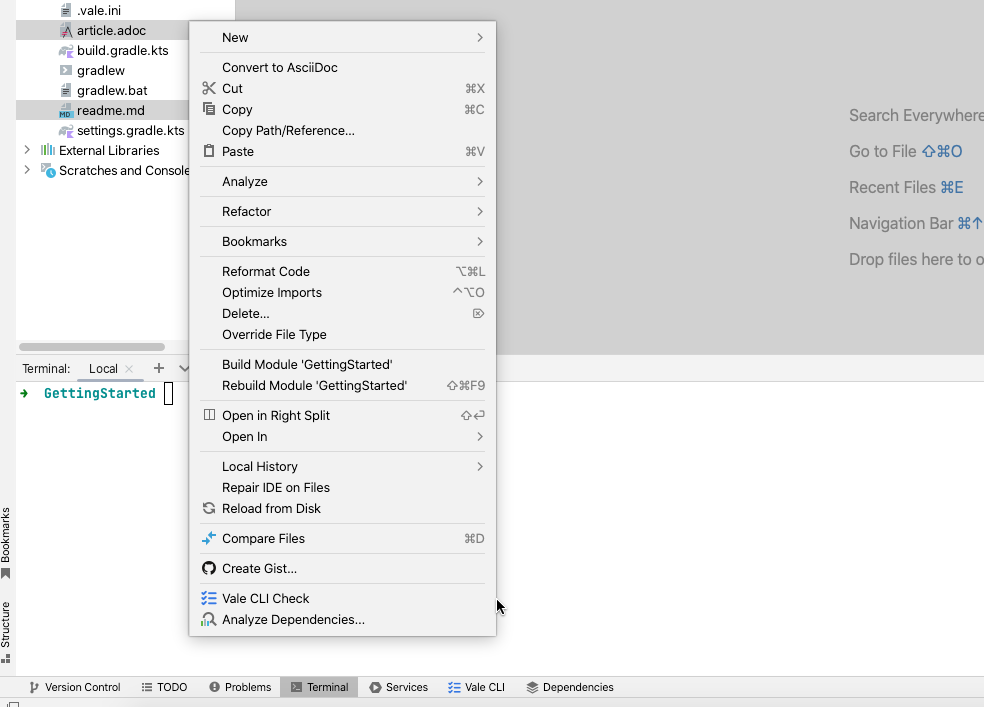 .vale.ini
article.adoc
build.gradle.kts
gradlew
gradlew.bat
MD readme.md
settings.gradle.kts
External Libraries
Scratches and Console
New
Convert to AsciiDoc
Cut ⌘X
Copy ⌘C
Copy Path/Reference...
Paste ⌘V
Analyze
Refactor
Bookmarks
Reformat Code ⌥⌘L
Optimize Imports ^⌥O
Delete... ⌦
Override File Type
Build Module 'GettingStarted'
Rebuild Module 'GettingStarted' ⇧⌘F9
Open in Right Split ⇧⏎
Open In
Local History
Repair IDE on Files
Reload from Disk
Compare Files ⌘D
Create Gist...
Vale CLI Check
Analyze Dependencies...
Search Everywhere
Go to File ⇧⌘O
Recent Files ⌘E
Navigation Bar ⌘↑
Drop files here to o
Terminal: Local × +
→ GettingStarted
Bookmarks
Structure
Version Control TODO Problems Terminal Services Vale CLI Dependencies